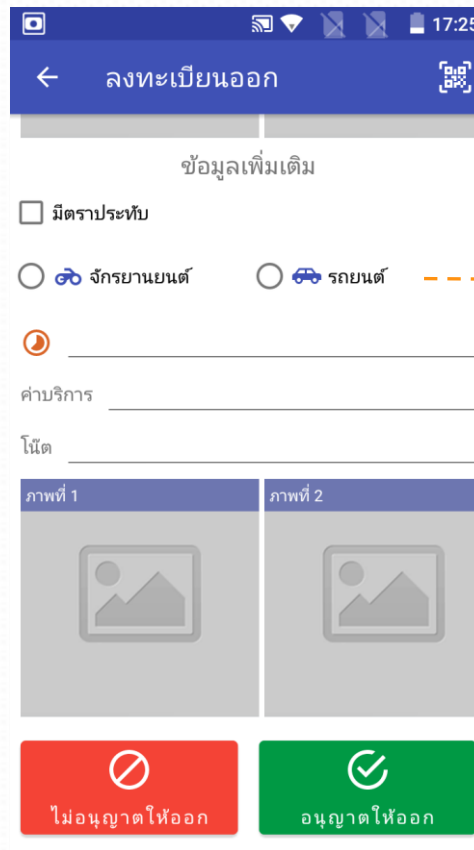 17:25
ลงทะเบียนออก
ข้อมูลเพิ่มเติม
มีตราประทับ
จักรยานยนต์ รถยนต์
ค่าบริการ
โน๊ต
ภาพที่ 1 ภาพที่ 2
ไม่อนุญาตให้ออก อนุญาตให้ออก